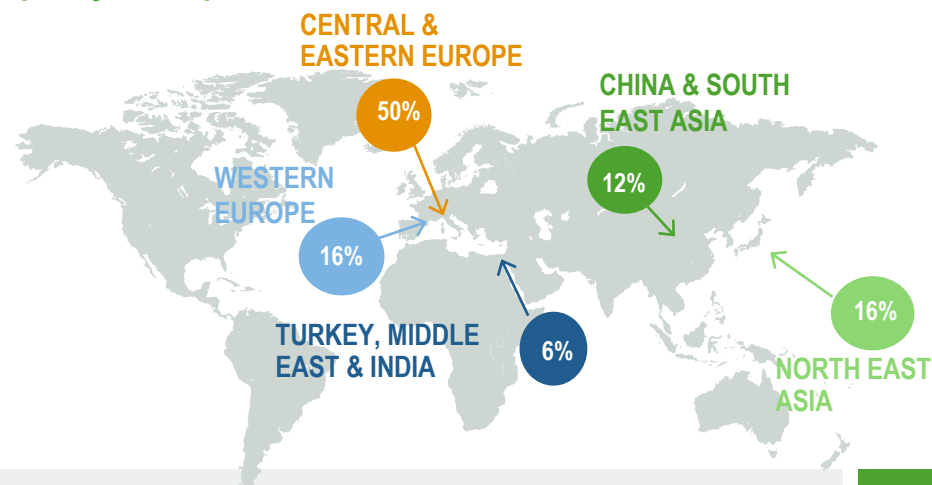 CENTRAL &
EASTERN EUROPE
50%
CHINA & SOUTH
EAST ASIA
12%
WESTERN
EUROPE
16%
TURKEY, MIDDLE
EAST & INDIA
6%
16%
NORTH EAST
ASIA